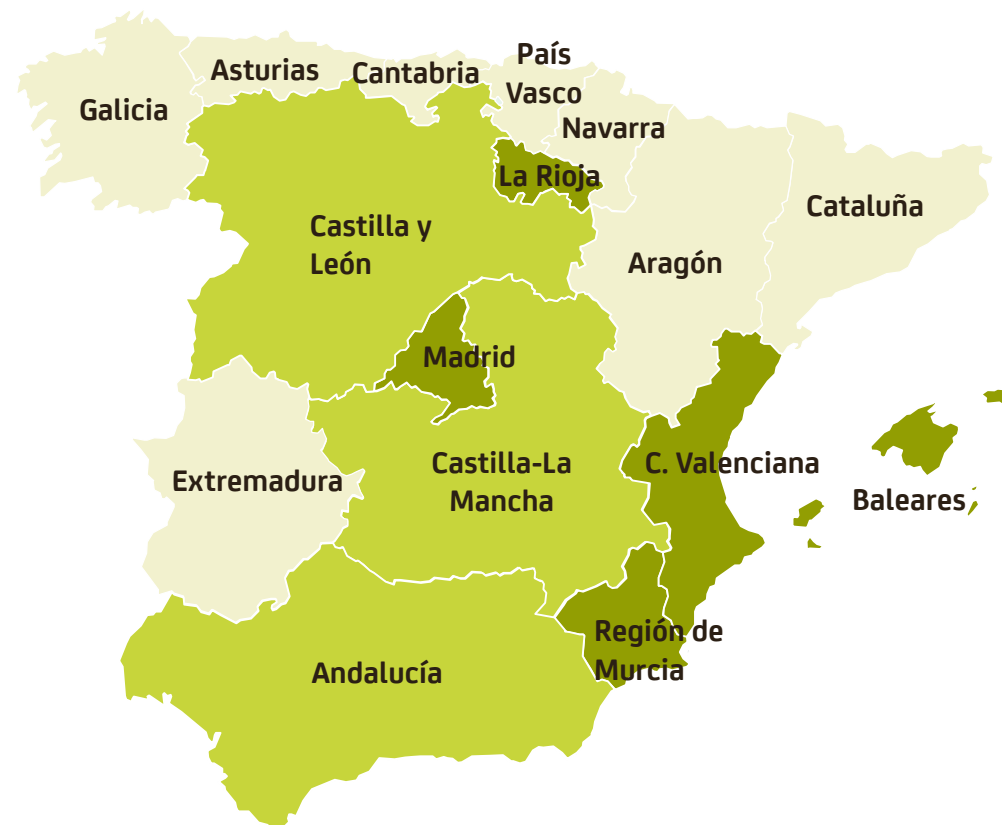 Galicia
Asturias
Cantabria
País
Vasco
Navarra
La Rioja
Cataluña
Aragón
Castilla y
León
Madrid
Extremadura
Castilla-La
Mancha
C. Valenciana
Baleares
Región de
Murcia
Andalucía